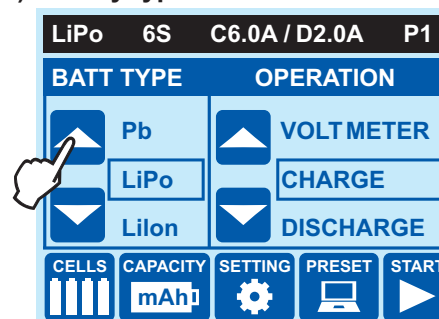 LiPo 6S C6.0A / D2.0A P1
BATT TYPE OPERATION
Pb VOLT METER
LiPo CHARGE
LiIon DISCHARGE
CELLS CAPACITY SETTING PRESET START
mAh